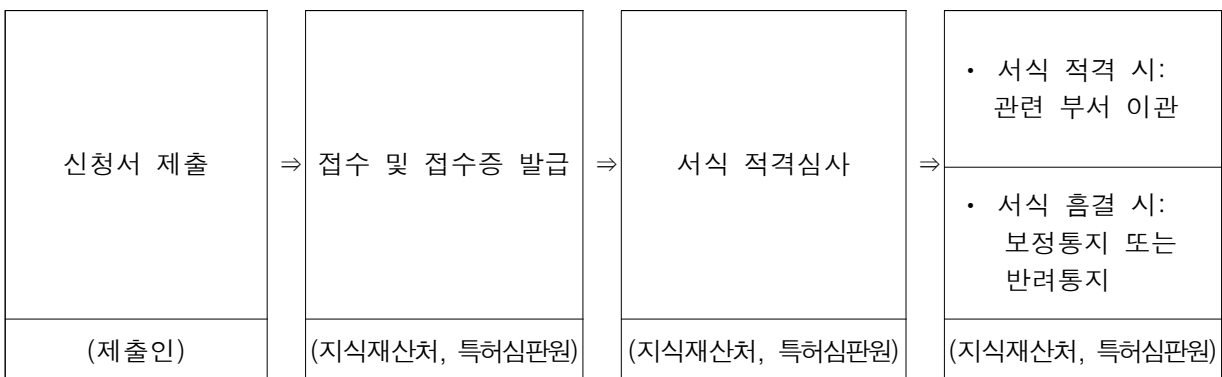 신청서 제출
(제출인)
⇒
접수 및 접수증 발급
(지식재산처, 특허심판원)
⇒
서식 적격심사
(지식재산처, 특허심판원)
⇒
• 서식 적격 시:
관련 부서 이관
• 서식 흠결 시:
보정통지 또는
반려통지
(지식재산처, 특허심판원)